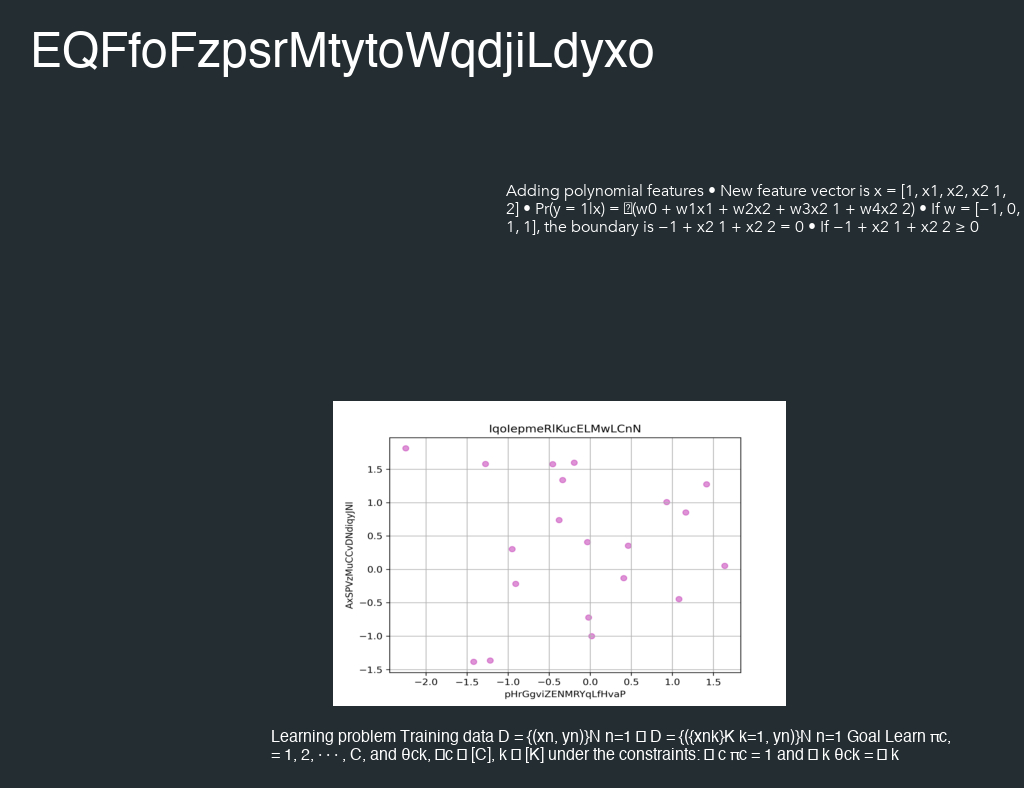 EQFfoFzpsrMtytoWqdjiLdyxo
Adding polynomial features • New feature vector is x = [1, x1, x2, x2 1,
2] • Pr(y = 1|x) = (w0 + w1x1 + w2x2 + w3x2 1 + w4x2 2) • If w = [−1, 0,
1, 1], the boundary is −1 + x2 1 + x2 2 = 0 • If −1 + x2 1 + x2 2 ≥ 0
IqoIepmeRlKucELMwLCnN
AxSPVzMuCCvDNdiqyJNl
1.5
1.0
0.5
0.0
−0.5
−1.0
−1.5
−2.0 −1.5 −1.0 −0.5 0.0 0.5 1.0 1.5
pHrGgviZENMRYqLfHvaP
Learning problem Training data D = {(xn, yn)}N n=1 D = {({xnk}K k=1, yn)}N n=1 Goal Learn πc,
= 1, 2, · · · , C, and θck, c [C], k [K] under the constraints: c πc = 1 and k θck = k